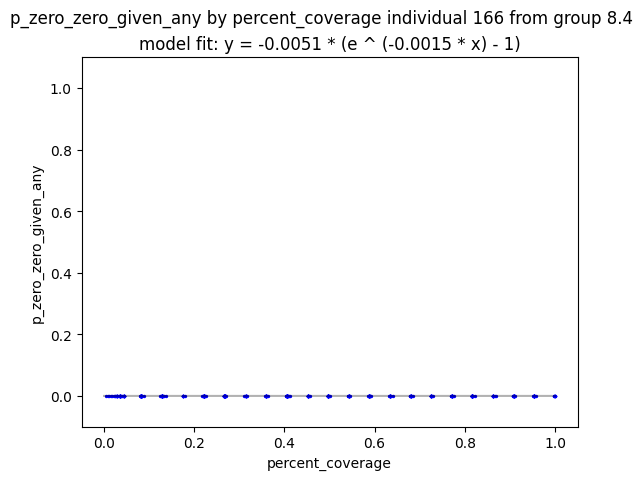 p_zero_zero_given_any by percent_coverage individual 166 from group 8.4
model fit: y = -0.0051 * (e ^ (-0.0015 * x) - 1)
1.0
0.8
0.6
0.4
0.2
0.0
p_zero_zero_given_any
0.0 0.2 0.4 0.6 0.8 1.0
percent_coverage